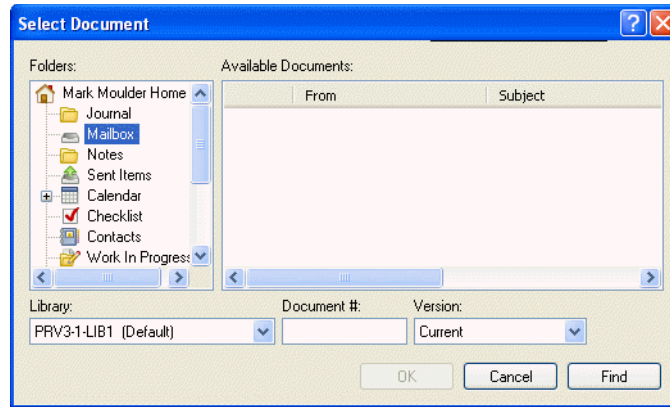 Select Document
Folders:
Available Documents:
Mark Moulder Home
From
Subject
Journal
Mailbox
Notes
Sent Items
Calendar
Checklist
Contacts
Work In Progress
Library:
Document #:
Version:
PRV3-1-LIB1 (Default)
Current
OK
Cancel
Find